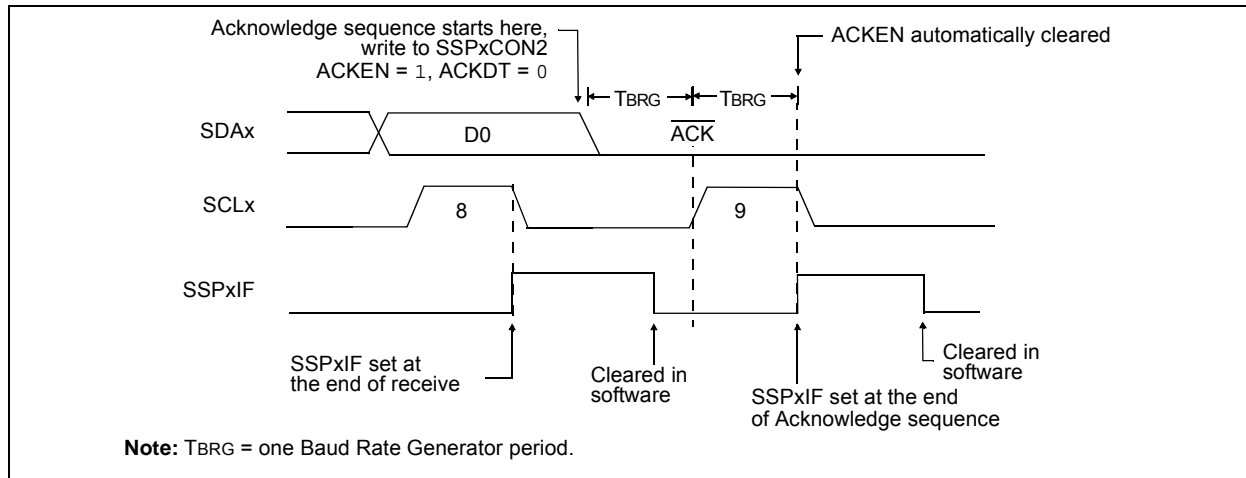 Acknowledge sequence starts here,
write to SSPxCON2
ACKEN = 1, ACKDT = 0
ACKEN automatically cleared
TBRG
TBRG
SDAx
D0
ACK
SCLx
8
9
SSPxIF
SSPxIF set at
the end of receive
Cleared in
software
SSPxIF set at the end
of Acknowledge sequence
Cleared in
software
Note: TBRG = one Baud Rate Generator period.